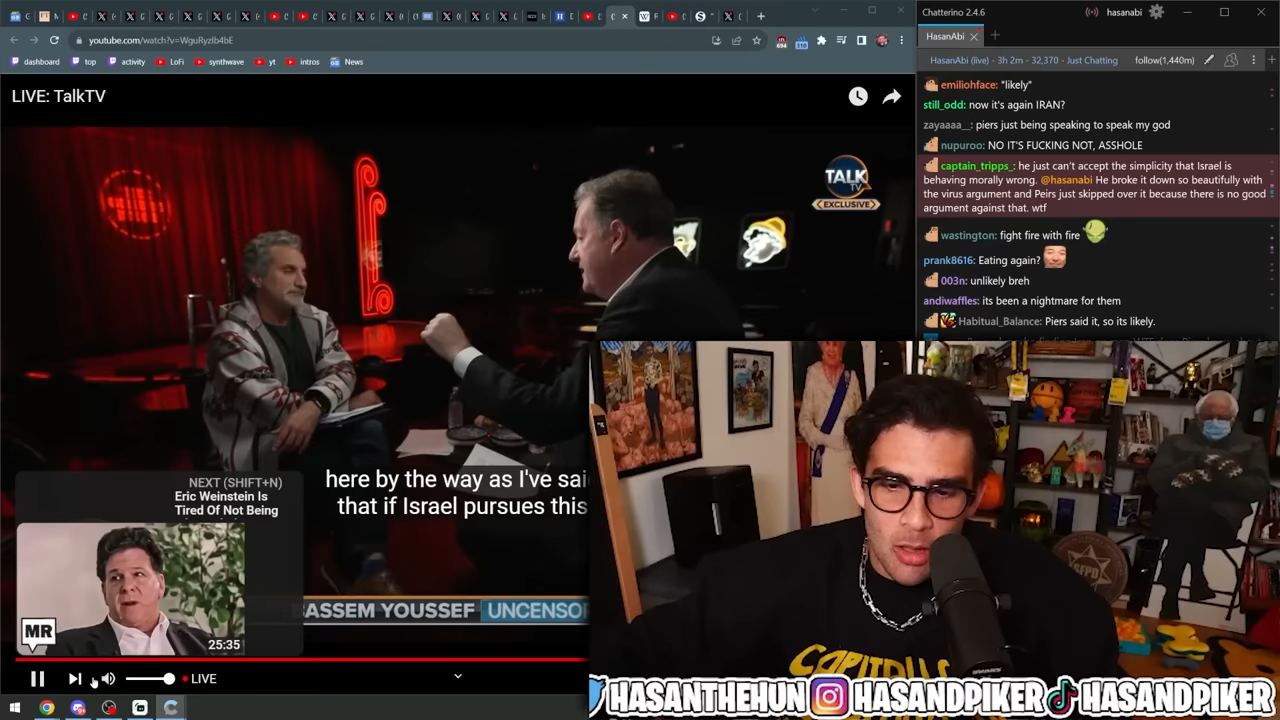 youtube.com/watch?v=WguRyzlb4bE
dashboard
top
activity
LoFi
synthwave
yt
intros
News
LIVE: TalkTV
TALK
TV
EXCLUSIVE
here by the way as I've sai
that if Israel pursues this
NEXT (SHIFT+N)
Eric Weinstein Is
Tired Of Not Being
MR
25:35
BASSEM YOUSSEF UNCENSO
LIVE
Chatterino 2.4.6
hasanabi
HasanAbi
HasanAbi (live) - 3h 2m - 32,370 - Just Chatting
follow(1,440m)
emiliohface: "likely"
still_odd: now it's again IRAN?
zayaaaa__: piers just being speaking to speak my god
nupuroo: NO IT'S FUCKING NOT, ASSHOLE
captain_tripps_: he just can't accept the simplicity that Israel is
behaving morally wrong. @hasanabi He broke it down so beautifully with
the virus argument and Peirs just skipped over it because there is no good
argument against that. wtf
wastington: fight fire with fire
prank8616: Eating again?
003n: unlikely breh
andiwaffles: its been a nightmare for them
Habitual_Balance: Piers said it, so its likely.
HASANTHEHUN HASANDPIKER HASANDPIKER